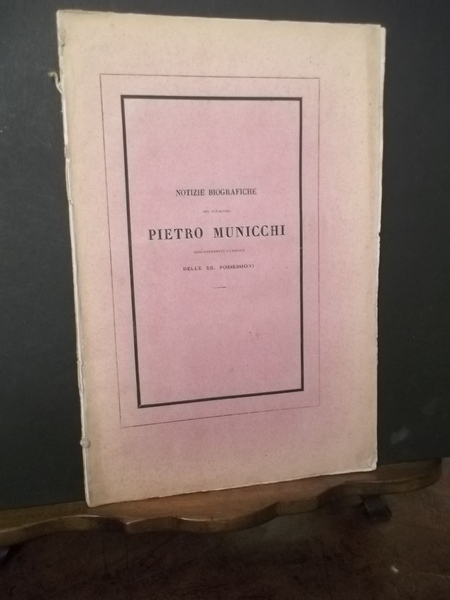 NOTIZIE BIOGRAFICHE
PIETRO MUNICCHI
DELLE RR. POSSESSIONI